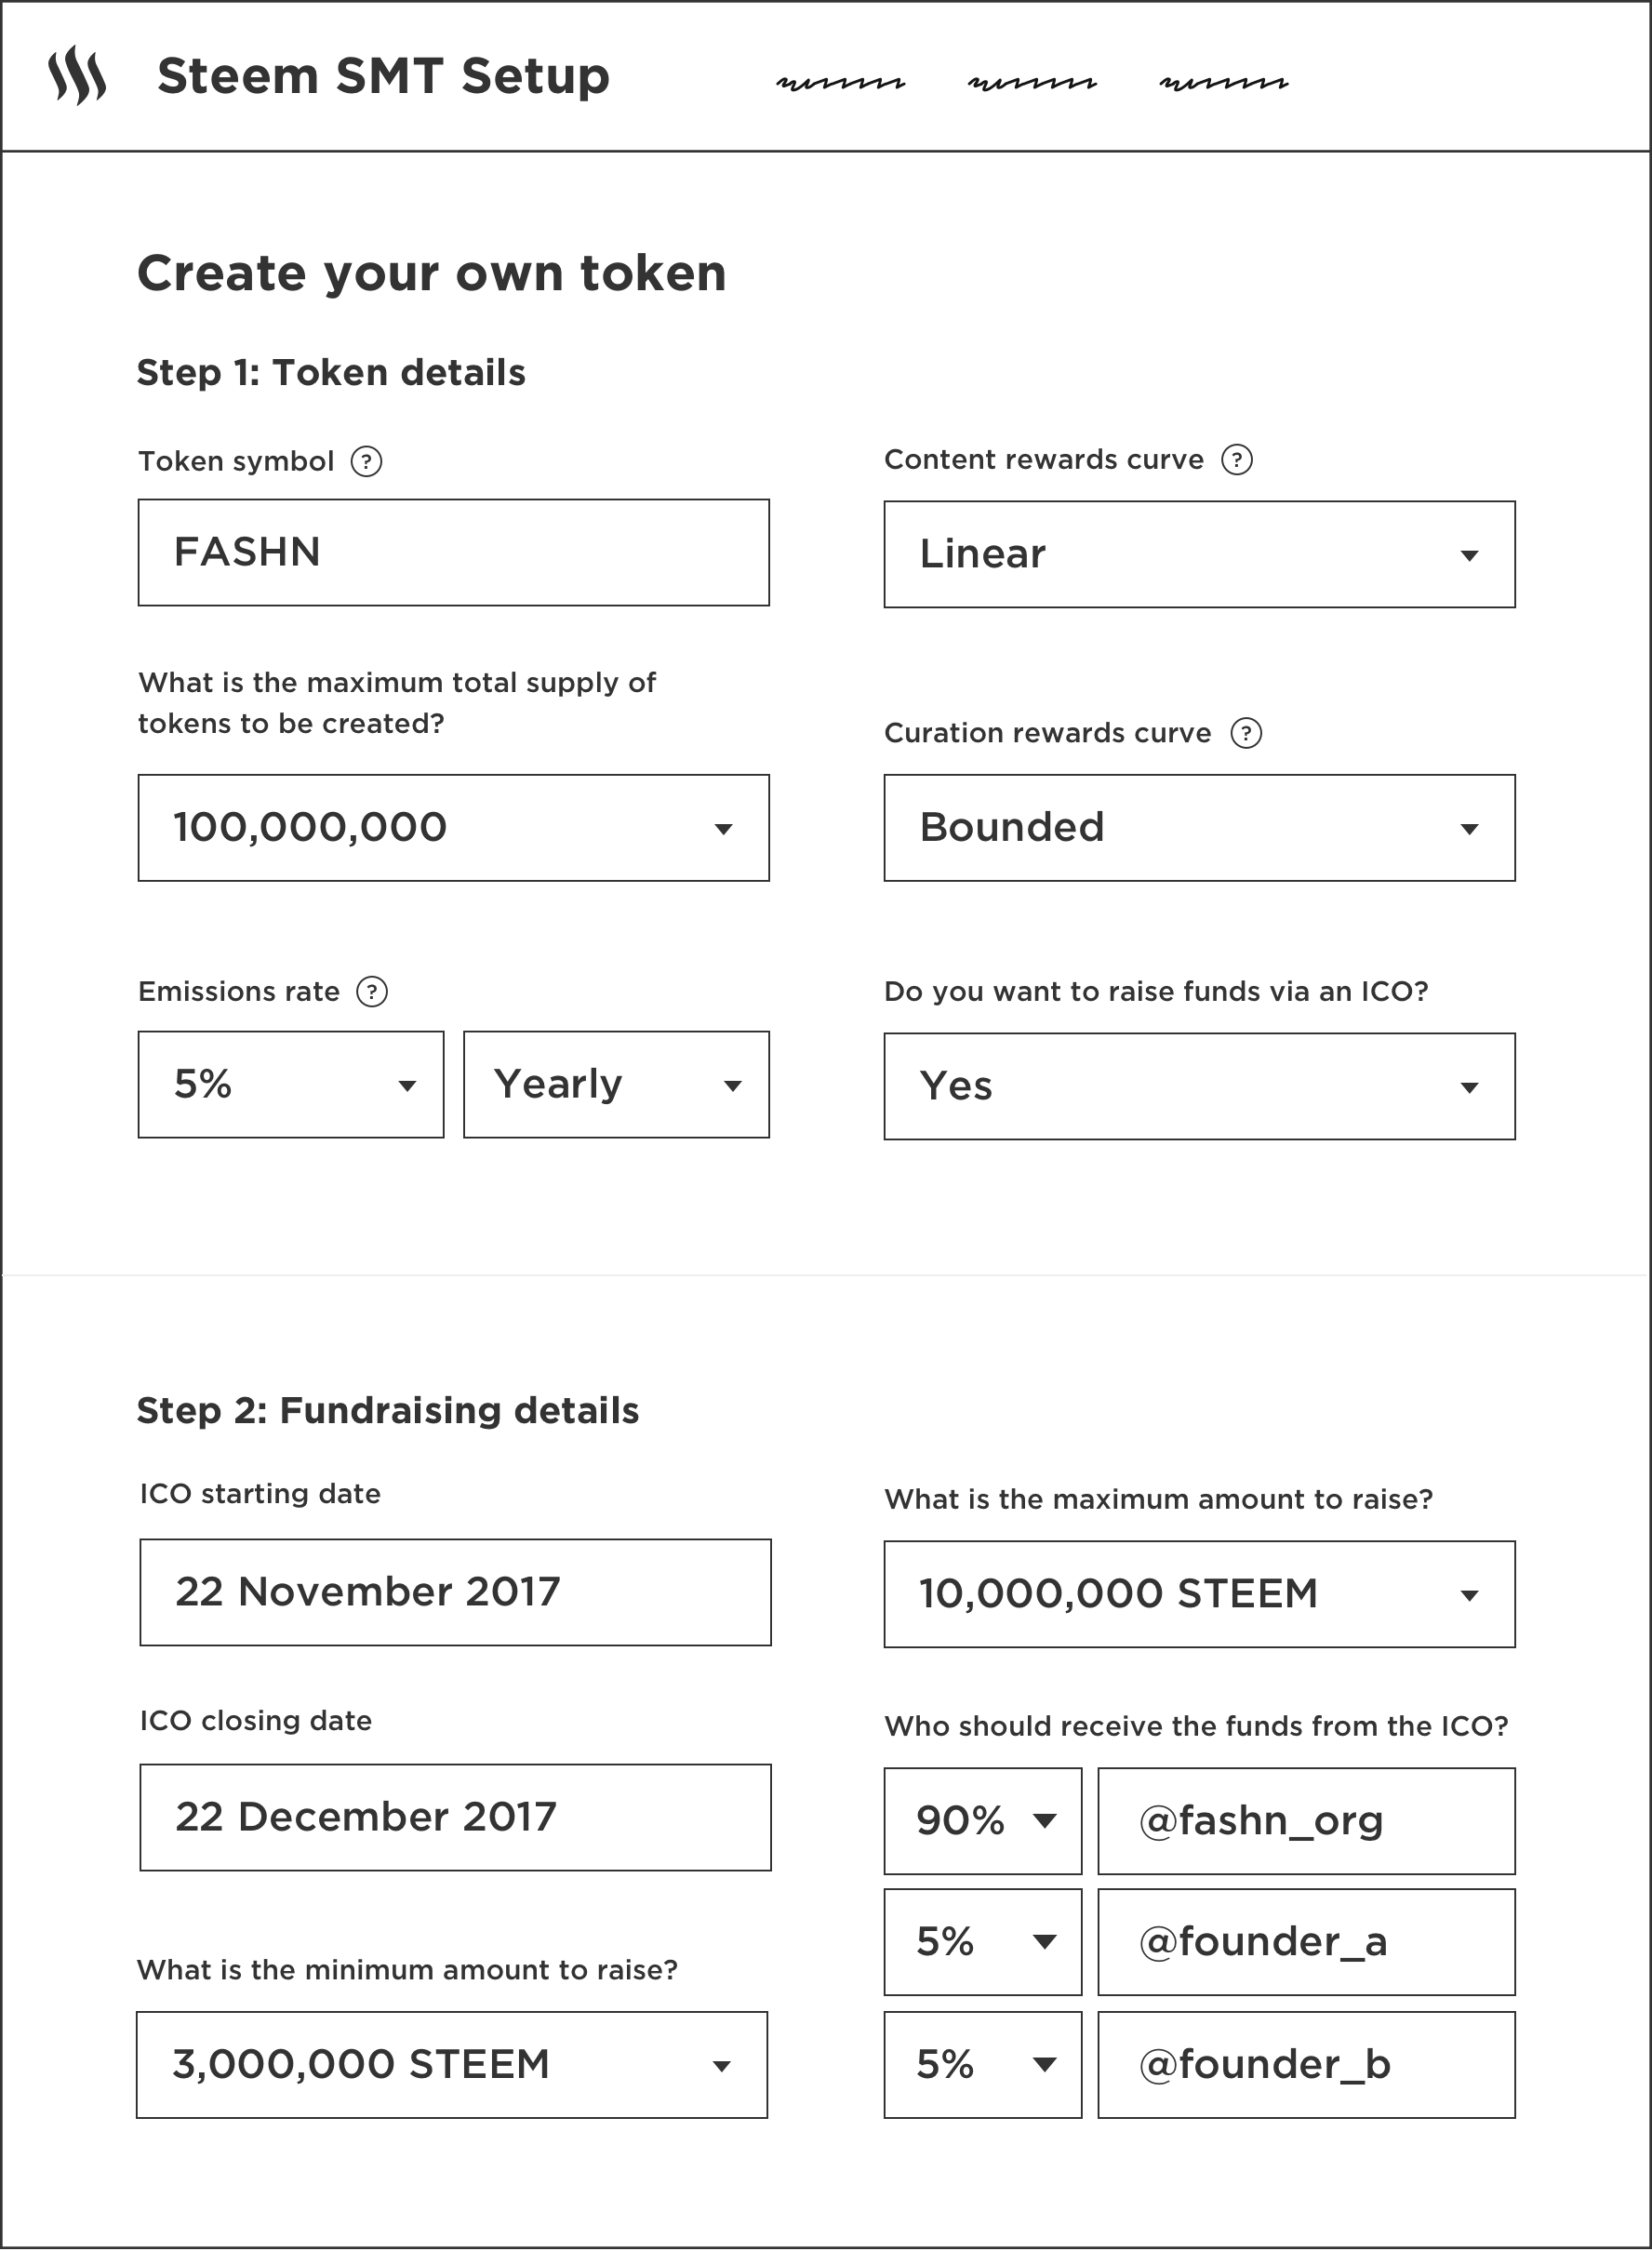 Steem SMT Setup
Create your own token
Step 1: Token details
Token symbol ?
FASHN
Content rewards curve ?
Linear
What is the maximum total supply of
tokens to be created?
100,000,000
Curation rewards curve ?
Bounded
Emissions rate ?
5% Yearly
Do you want to raise funds via an ICO?
Yes
Step 2: Fundraising details
ICO starting date
22 November 2017
What is the maximum amount to raise?
10,000,000 STEEM
ICO closing date
22 December 2017
Who should receive the funds from the ICO?
90% @fashn_org
5% @founder_a
5% @founder_b
What is the minimum amount to raise?
3,000,000 STEEM